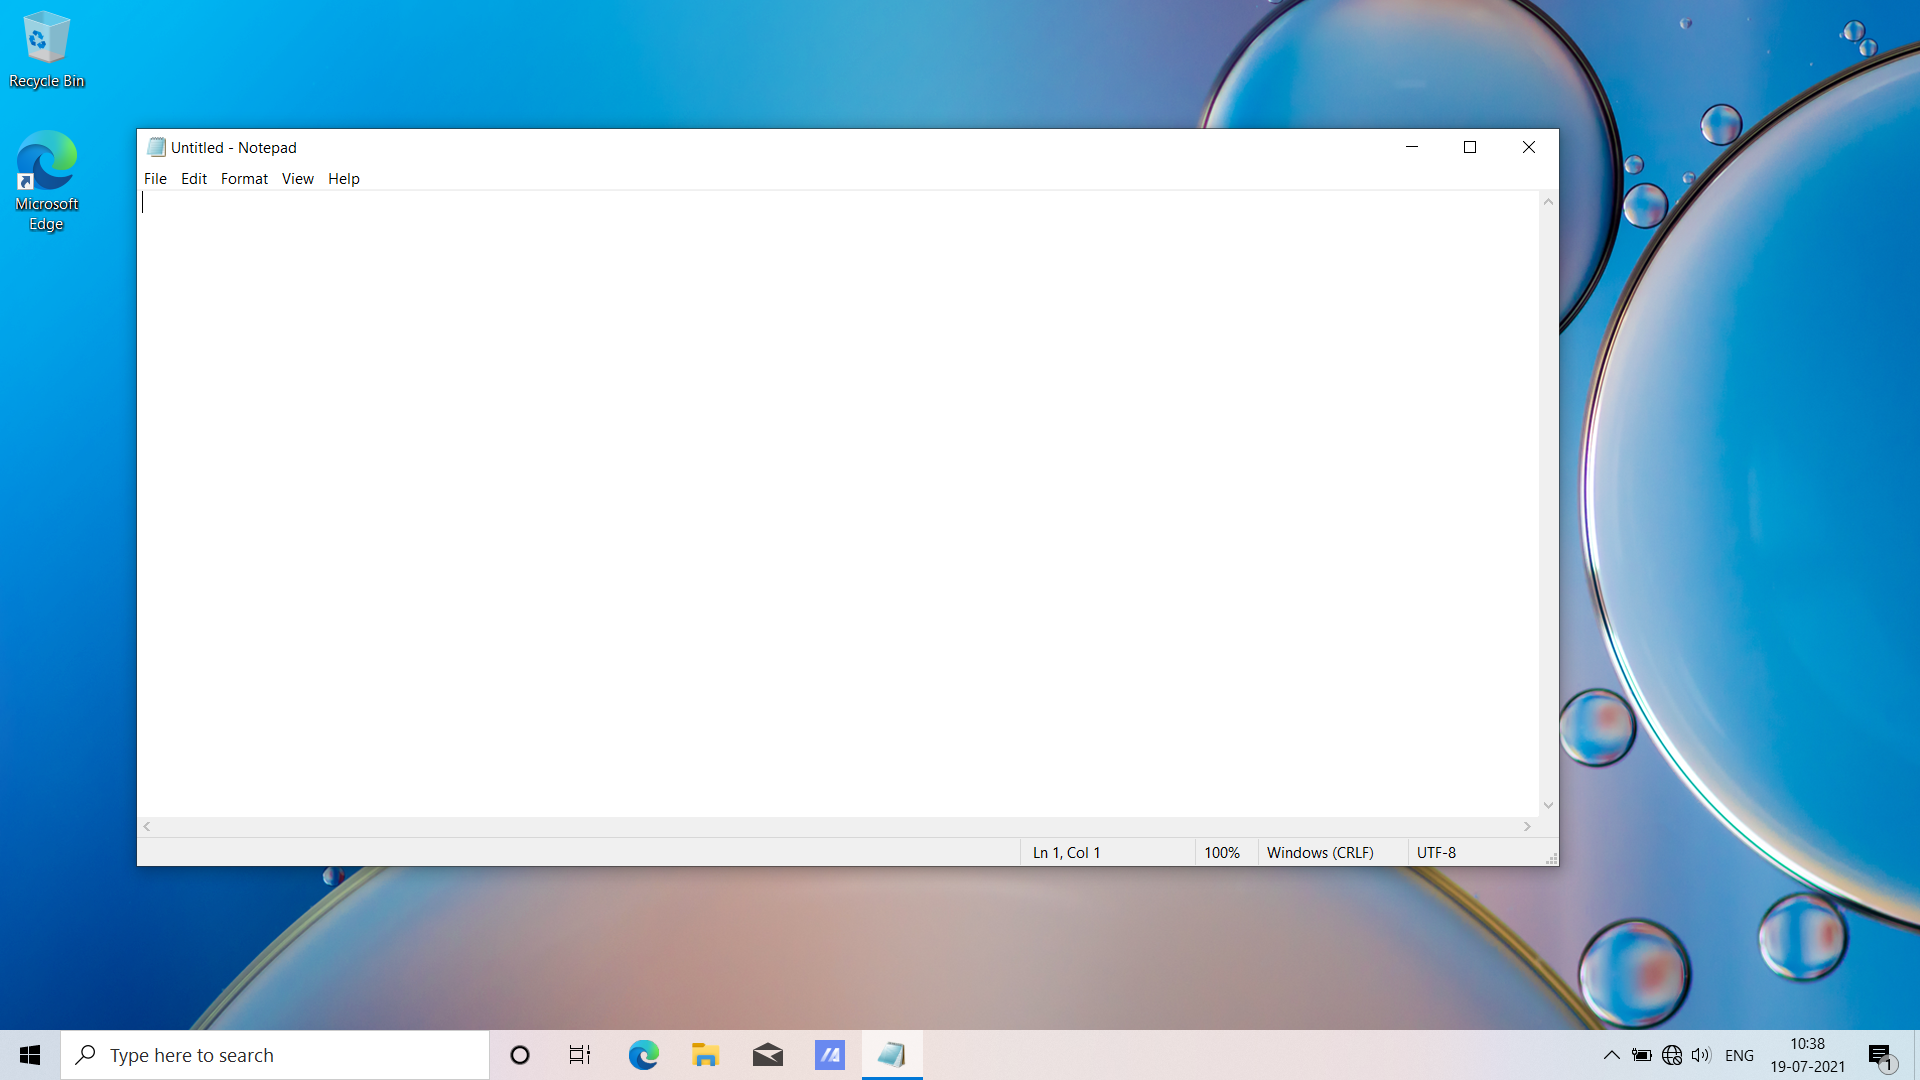 Recycle Bin
Microsoft
Edge
Untitled - Notepad
File Edit Format View Help
Ln 1, Col 1 100% Windows (CRLF) UTF-8
Type here to search
ENG
10:38
19-07-2021
1